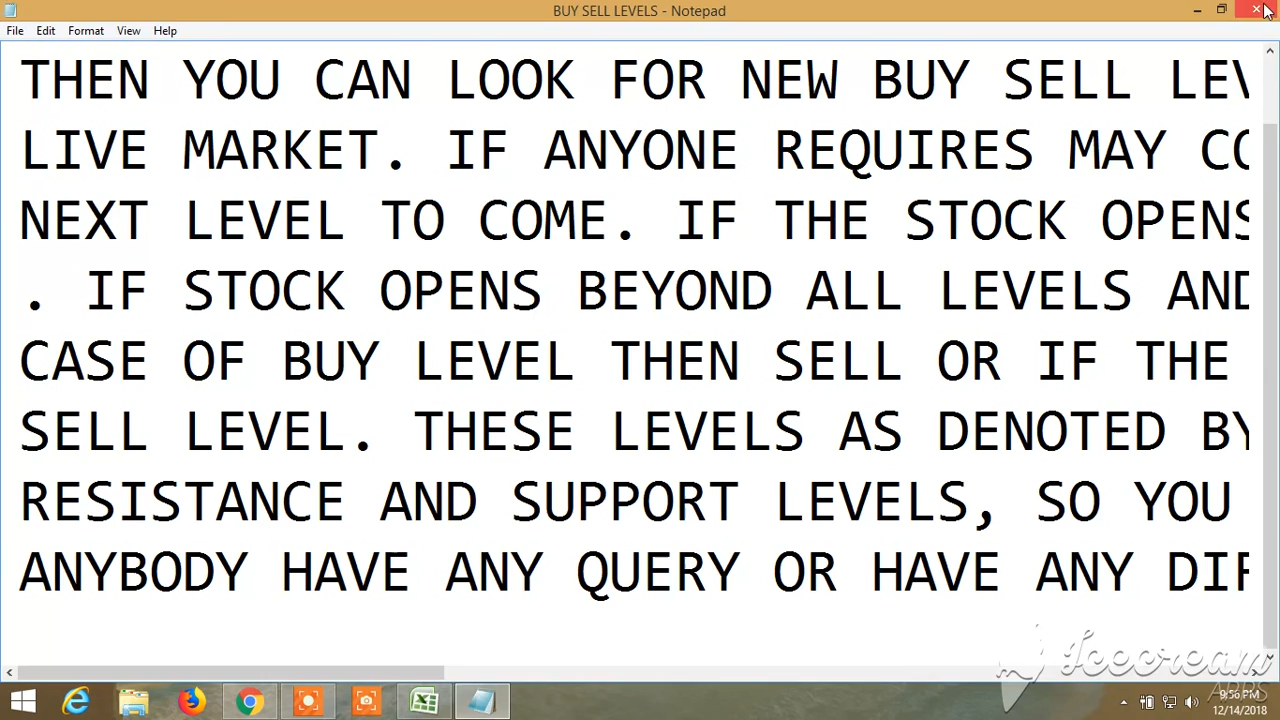 BUY SELL LEVELS - Notepad
File Edit Format View Help
THEN YOU CAN LOOK FOR NEW BUY SELL LEV
LIVE MARKET. IF ANYONE REQUIRES MAY CO
NEXT LEVEL TO COME. IF THE STOCK OPENS
. IF STOCK OPENS BEYOND ALL LEVELS AND
CASE OF BUY LEVEL THEN SELL OR IF THE
SELL LEVEL. THESE LEVELS AS DENOTED BY
RESISTANCE AND SUPPORT LEVELS, SO YOU
ANYBODY HAVE ANY QUERY OR HAVE ANY DIF
Icecream
APPS
9:56 PM
12/14/2018